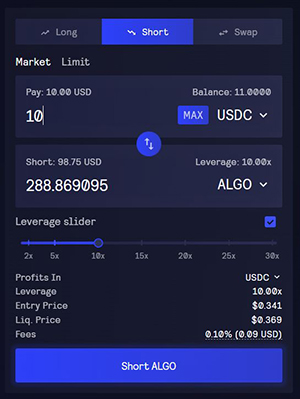 Long Short Swap
Market Limit
Pay: 10.00 USD Balance: 11.0000
10 MAX USDC
Short: 98.75 USD Leverage: 10.00x
288.869095 ALGO
Leverage slider
2x 5x 10x 15x 20x 25x 30x
Profits In USDC
Leverage 10.00x
Entry Price $0.341
Liq. Price $0.369
Fees 0.10% (0.09 USD)
Short ALGO